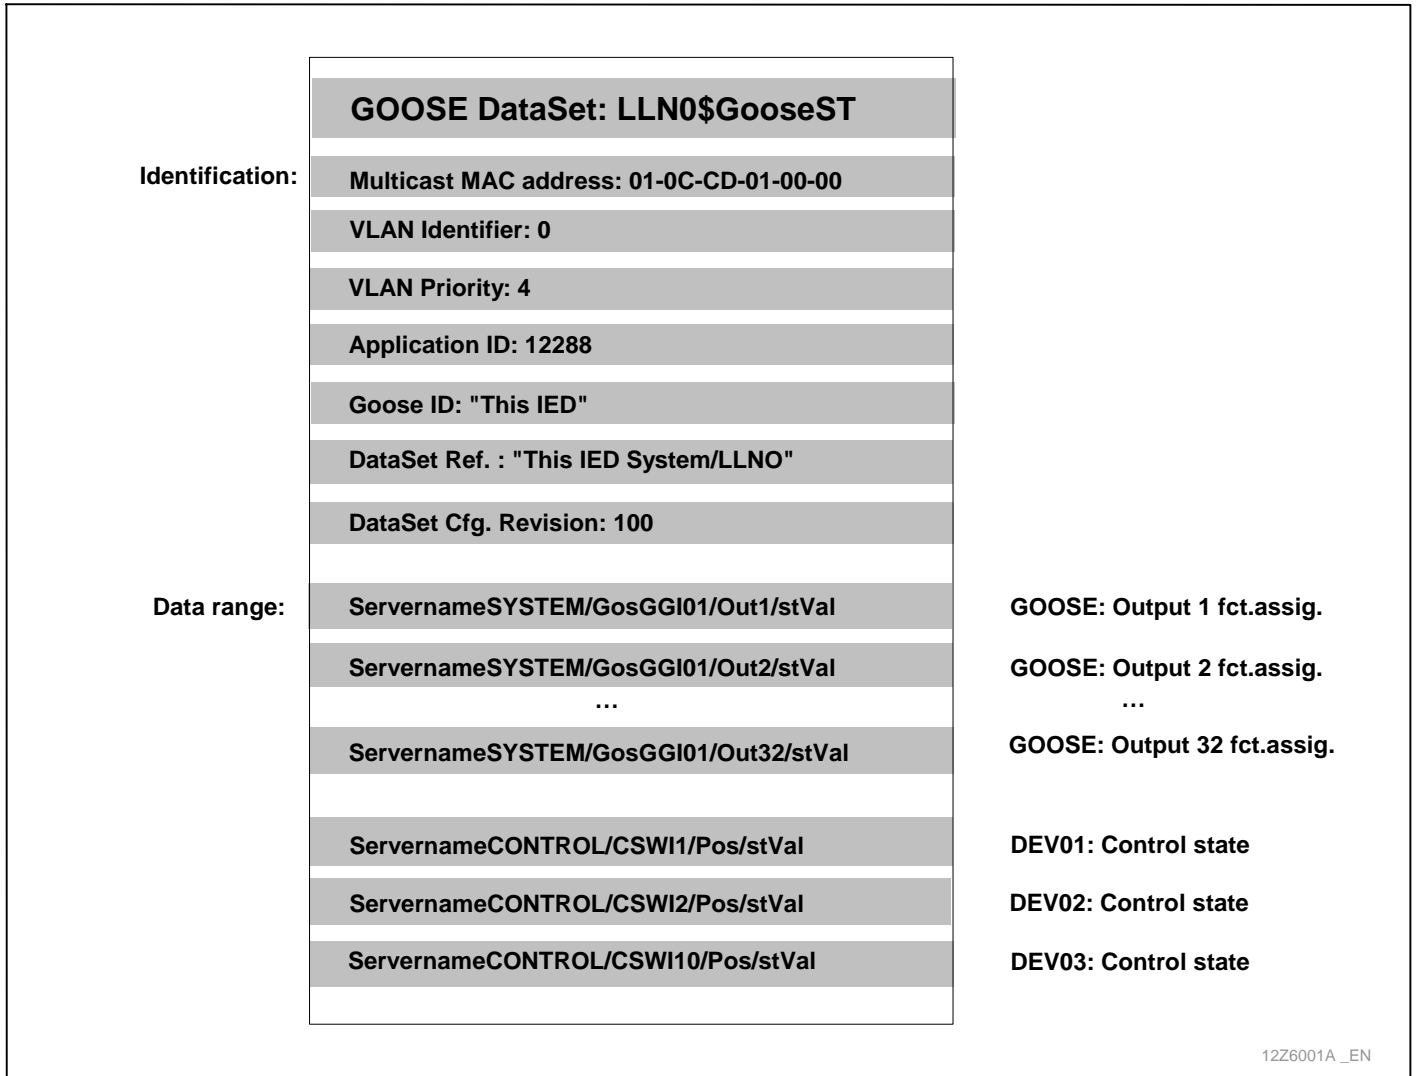 GOOSE DataSet: LLN0$GooseST
Identification: Multicast MAC address: 01-0C-CD-01-00-00
VLAN Identifier: 0
VLAN Priority: 4
Application ID: 12288
Goose ID: "This IED"
DataSet Ref. : "This IED System/LLNO"
DataSet Cfg. Revision: 100
Data range: ServernameSYSTEM/GosGGI01/Out1/stVal GOOSE: Output 1 fct.assig.
ServernameSYSTEM/GosGGI01/Out2/stVal GOOSE: Output 2 fct.assig.
... ...
ServernameSYSTEM/GosGGI01/Out32/stVal GOOSE: Output 32 fct.assig.
ServernameCONTROL/CSWI1/Pos/stVal DEV01: Control state
ServernameCONTROL/CSWI2/Pos/stVal DEV02: Control state
ServernameCONTROL/CSWI10/Pos/stVal DEV03: Control state
12Z6001A _EN